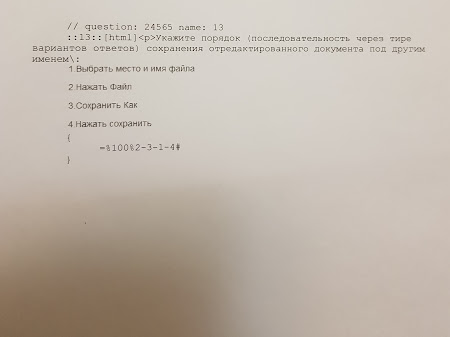 // question: 24565 name: 13
::13::[html]<p>Укажите порядок (последовательность через тире
вариантов ответов) сохранения отредактированного документа под другим
именем\:
1.Выбрать место и имя файла
2.Нажать Файл
3.Сохранить Как
4 Нажать сохранить
{
=%100%2-3-1-4#
}